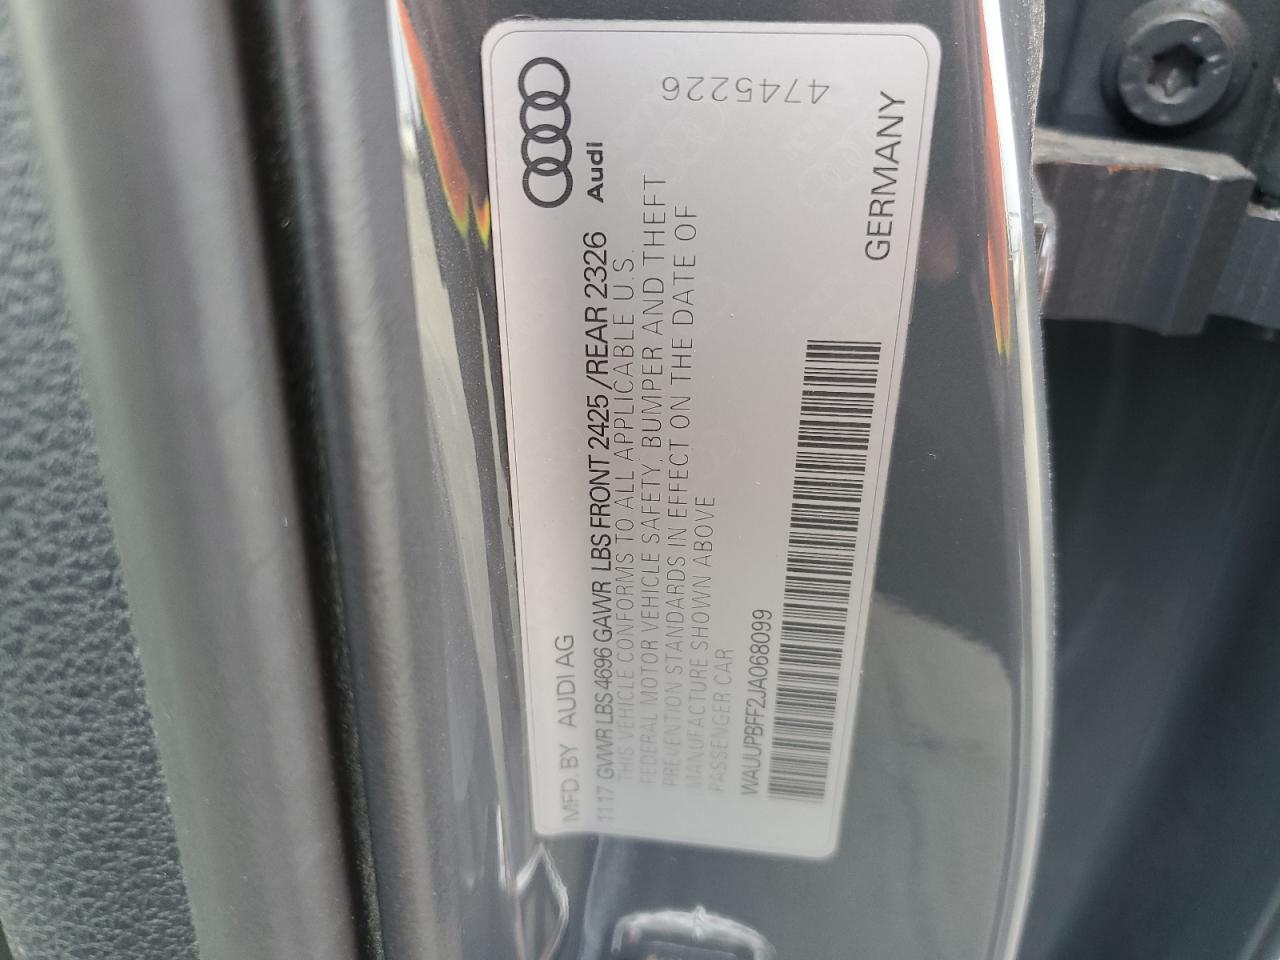 Audi
MFD BY AUDI AG
1117 GVWR LBS 4696 GAWR LBS FRONT 2425 /REAR 2326
THIS VEHICLE CONFORMS TO ALL APPLICABLE U.S.
FEDERAL MOTOR VEHICLE SAFETY, BUMPER AND THEFT
PREVENTION STANDARDS IN EFFECT ON THE DATE OF
MANUFACTURE SHOWN ABOVE
PASSENGER CAR
WAUUPBFF2JA068099
GERMANY
4745226